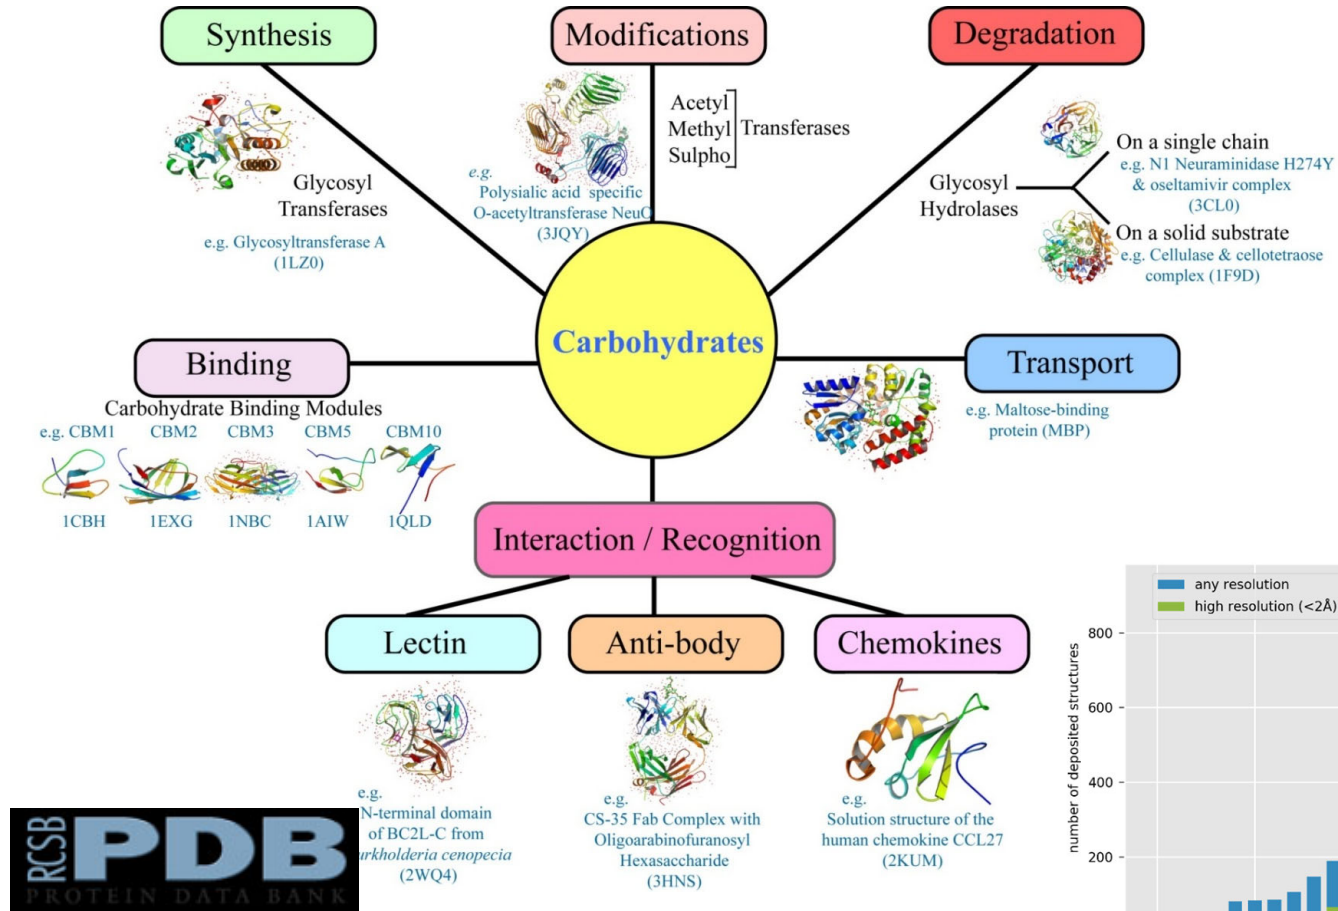 Synthesis
Modifications
Degradation
Acetyl
Methyl
Sulpho
Transferases
Glycosyl
Transferases
e.g. Glycosyltransferase A
(1LZ0)
e.g.
Polysialic acid specific
O-acetyltransferase
(3JQY)
Glycosyl
Hydrolases
On a single chain
e.g. N1 Neuraminidase H274Y
& oseltamivir complex
(3CL0)
On a solid substrate
e.g. Cellulase & cellotetraose
complex (1F9D)
Carbohydrates
Binding
Carbohydrate Binding Modules
e.g. CBM1 CBM2 CBM3 CBM5 CBM10
1CBH 1EXG 1NBC 1AIW 1QLD
Transport
e.g. Maltose-binding
protein (MBP)
Interaction / Recognition
Lectin
Anti-body
Chemokines
e.g.
N-terminal domain
of BC2L-C from
cenopecia
(2WQ4)
e.g.
CS-35 Fab Complex with
Oligoarabinofuranosyl
Hexasaccharide
(3HNS)
e.g.
Solution structure of the
human chemokine CCL27
(2KUM)
RCSB
PDB
PROTEIN DATA BANK
any resolution
high resolution (<2Å)
number of deposited structures
800
600
400
200